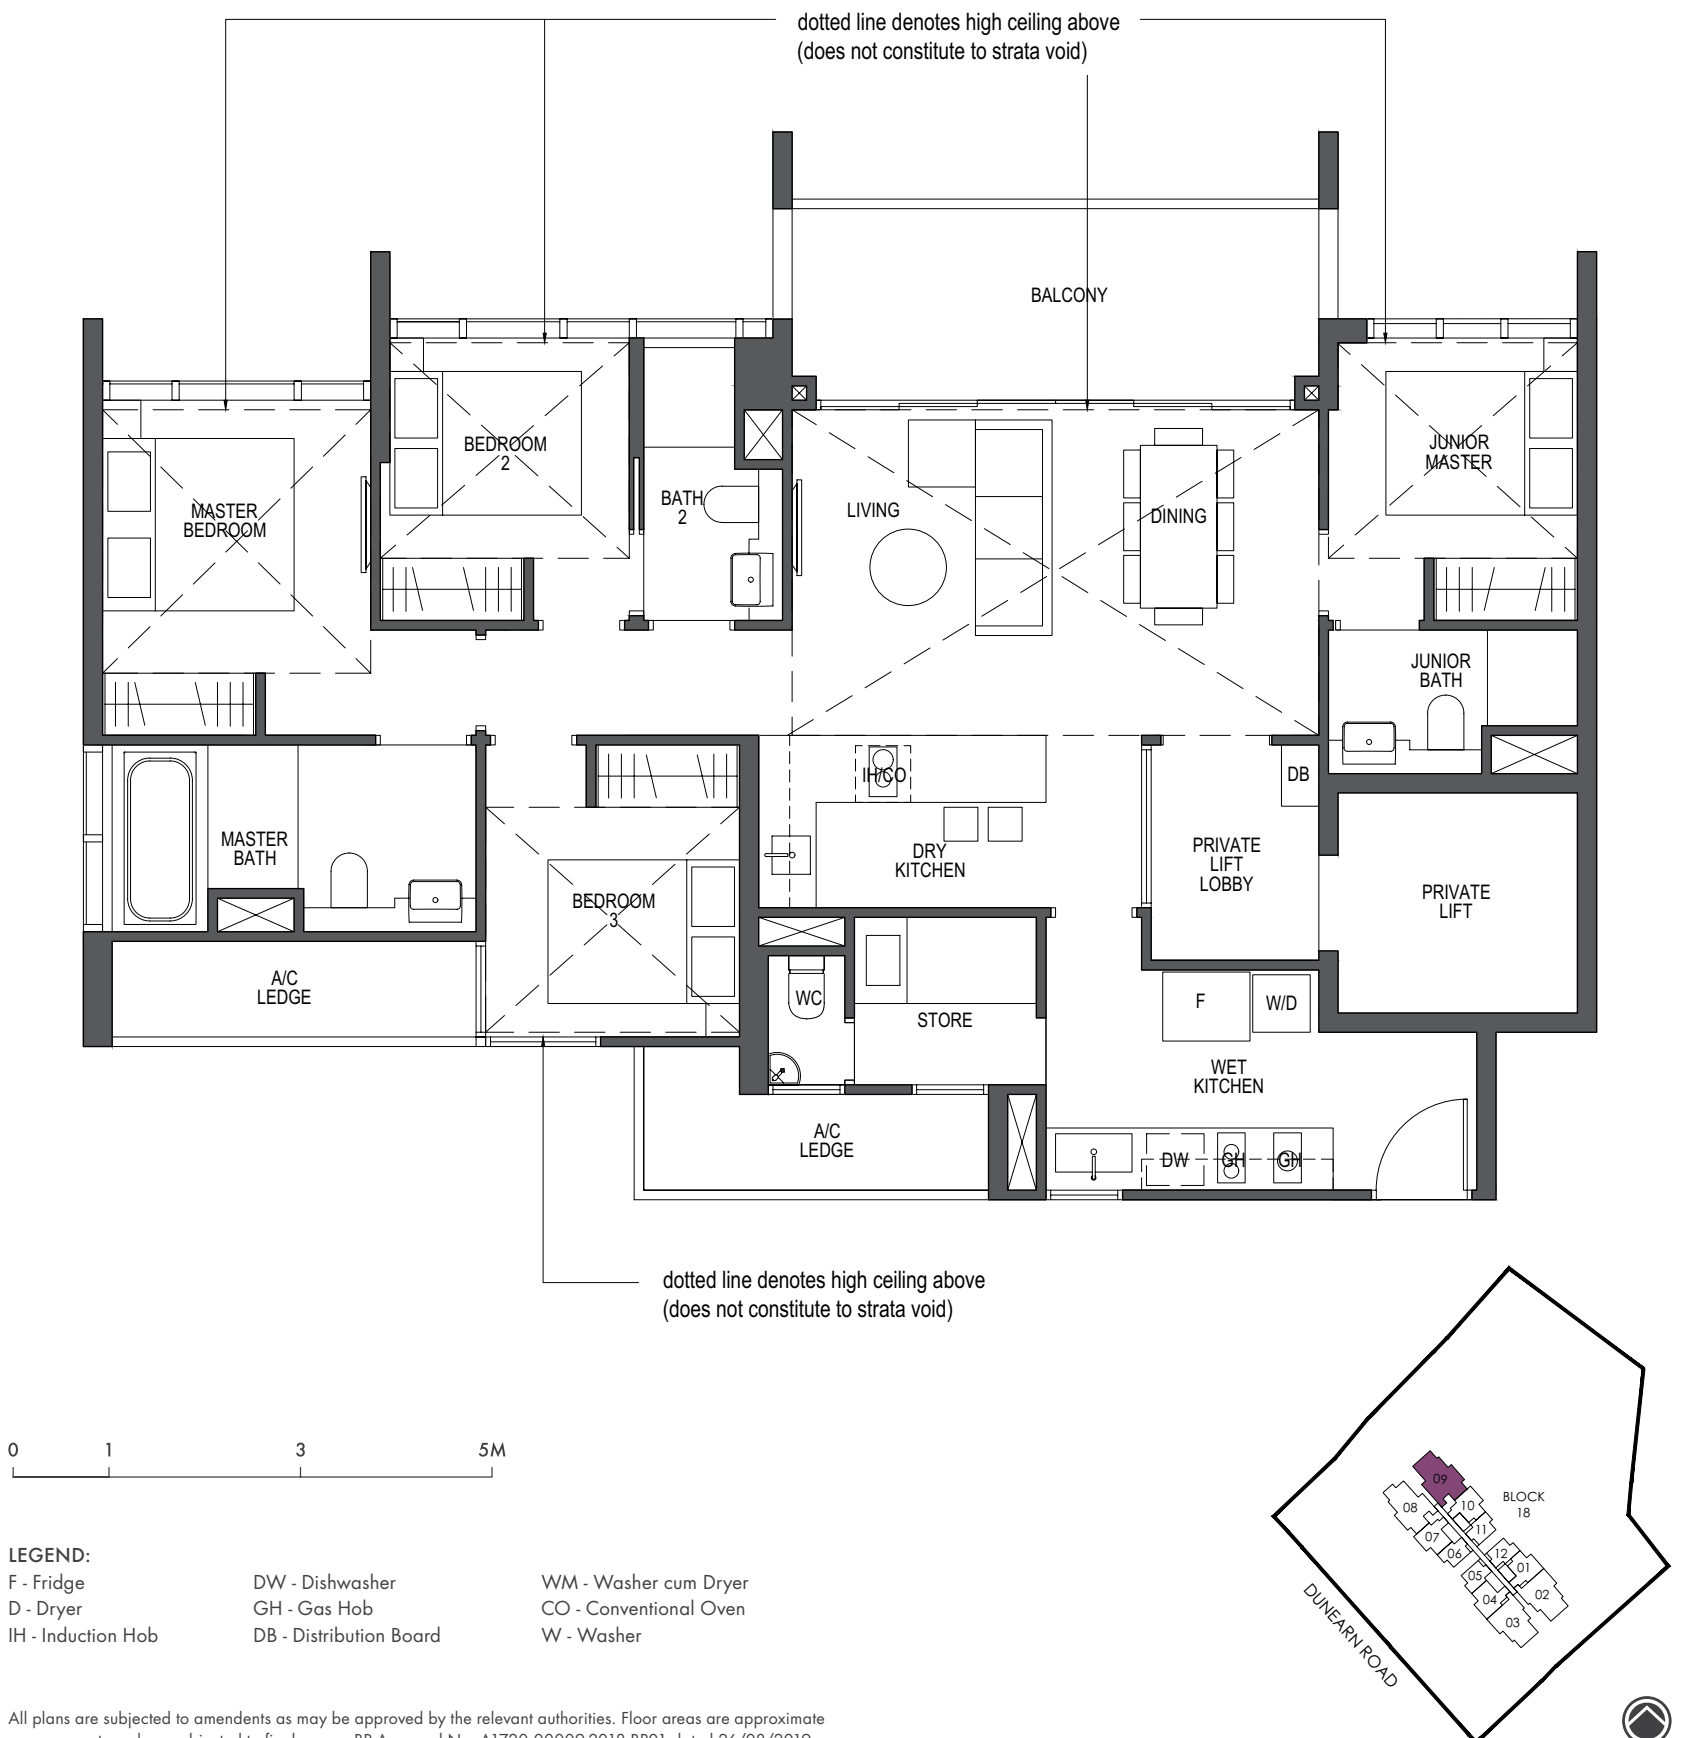 dotted line denotes high ceiling above
(does not constitute to strata void)
BALCONY
BEDROOM
2
JUNIOR
MASTER
MASTER
BEDROOM
BATH
2
LIVING
DINING
JUNIOR
BATH
IH/CO
DB
MASTER
BATH
DRY
KITCHEN
PRIVATE
LIFT
LOBBY
PRIVATE
LIFT
BEDROOM
3
A/C
LEDGE
WC
STORE
F
W/D
WET
KITCHEN
A/C
LEDGE
DW
GH
GH
dotted line denotes high ceiling above
(does not constitute to strata void)
0 1 3 5M
LEGEND:
F - Fridge
D - Dryer
IH - Induction Hob
DW - Dishwasher
GH - Gas Hob
DB - Distribution Board
WM - Washer cum Dryer
CO - Conventional Oven
W - Washer
09
08
10
BLOCK
18
11
07
06
12
01
05
02
04
03
DUNEARN ROAD
All plans are subjected to amendents as may be approved by the relevant authorities. Floor areas are approximate